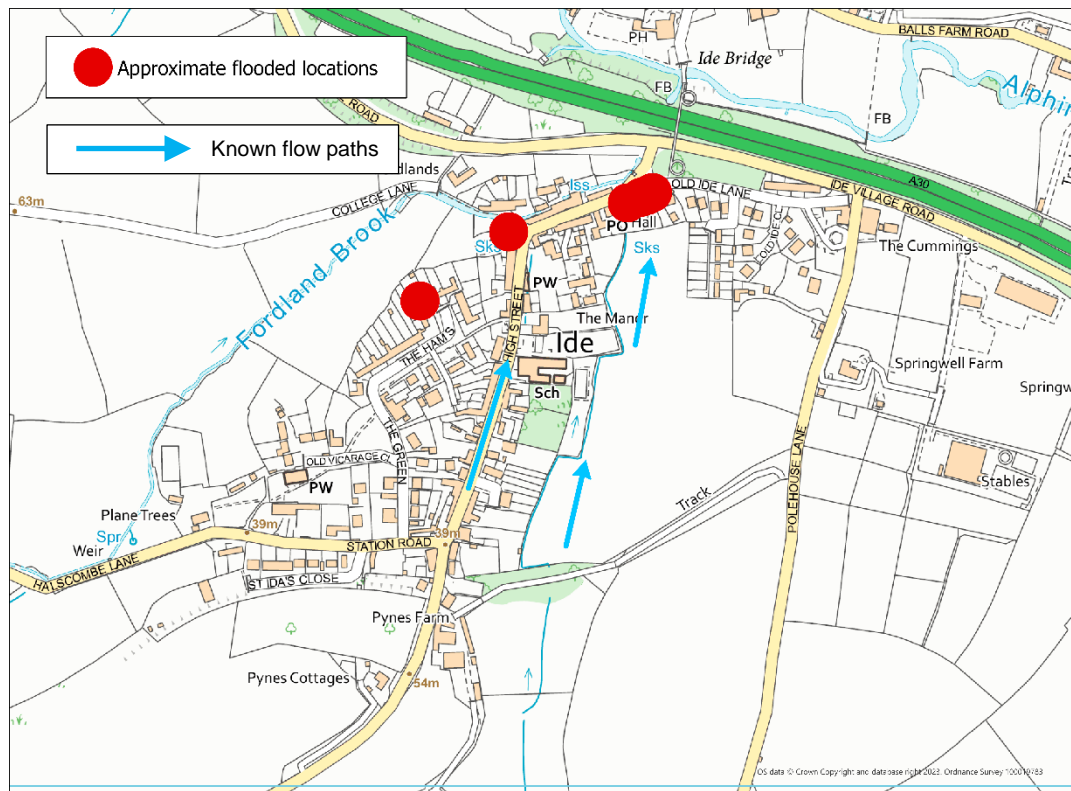 PH
BALLS FARM ROAD
Ide Bridge
Approximate flooded locations
FB
Alphin
ROAD
FB
Known flow paths
dlands
Iss
OLD IDE LANE
A30
COLLEGE LANE
IDE VILLAGE ROAD
63m
PO
Hall
Sks
Sks
OLD IDE CL
The Cummings
Fordland Brook
PW
HIGH STREET
The Manor
THE HAMS
Ide
Springwell Farm
Springw
Sch
THE GREEN
OLD VICARAGE CL
POLEHOUSE LANE
PW
Track
Stables
Plane Trees
39m
Spr
39m
Weir
STATION ROAD
HALSCOMBE LANE
ST IDA'S CLOSE
Pynes Farm
Pynes Cottages
54m
OS data © Crown Copyright and database right 2023. Ordnance Survey 100019783